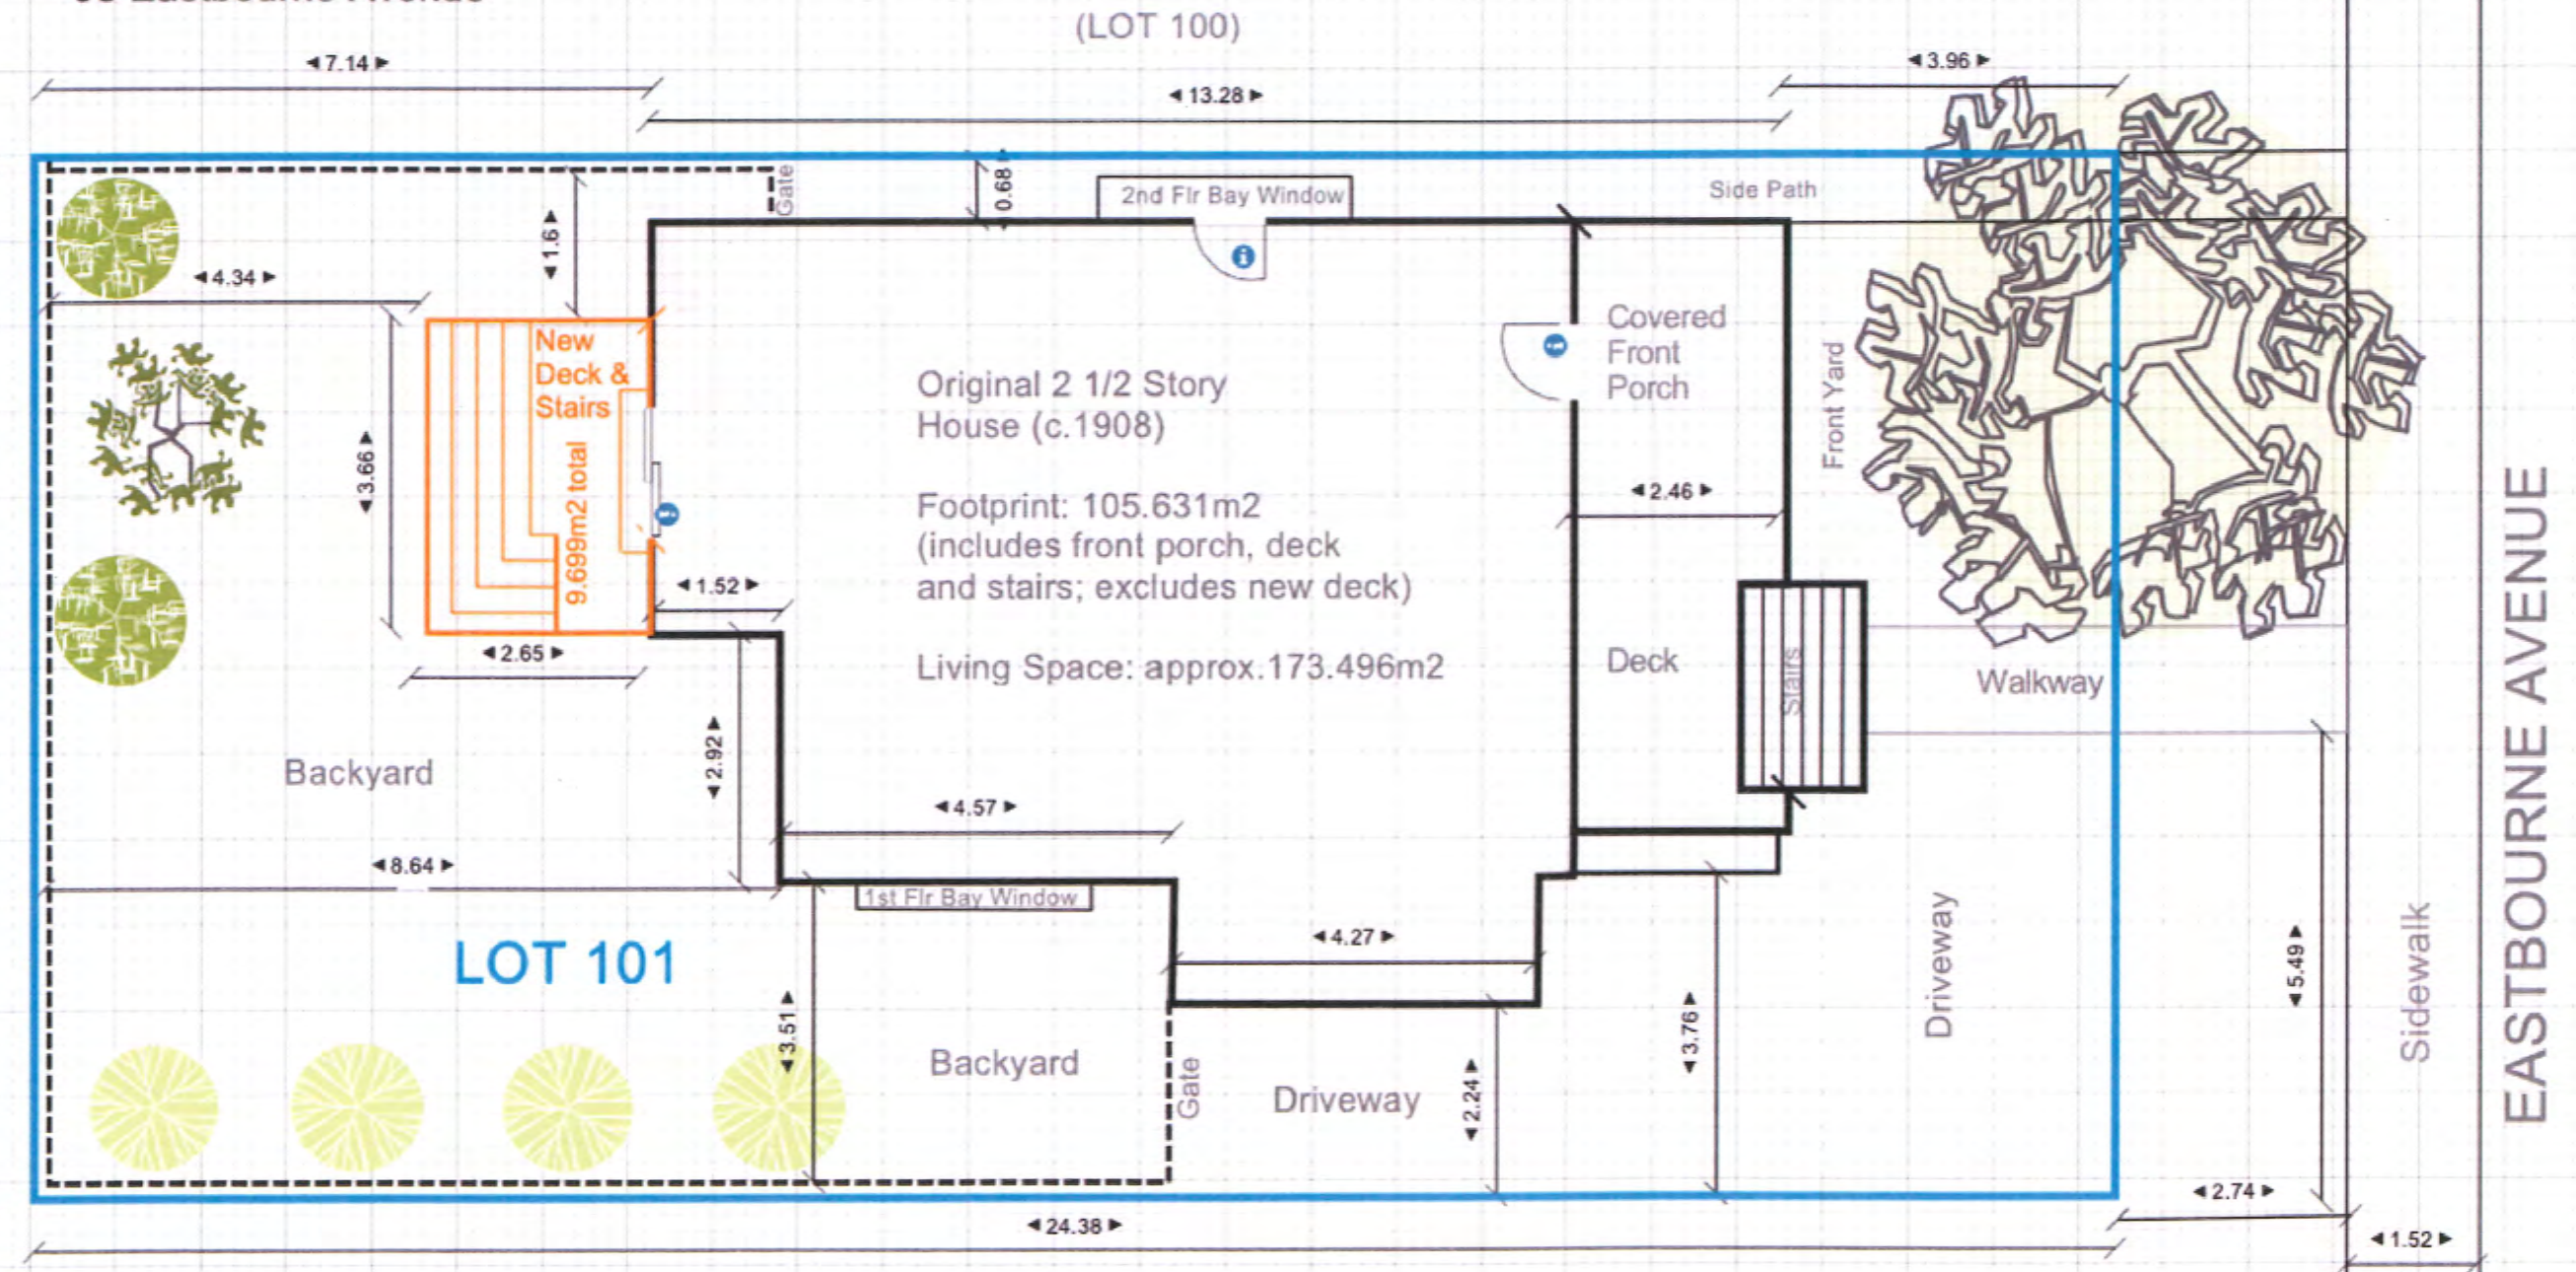 (LOT 100)
7.14
13.28
3.96
Gate
0.68
2nd Flr Bay Window
Side Path
1.6
4.34
New
Deck &
Stairs
9.699m2 total
3.66
2.65
1.52
Original 2 1/2 Story
House (c.1908)
Footprint: 105.631m2
(includes front porch, deck
and stairs; excludes new deck)
Living Space: approx.173.496m2
Covered
Front
Porch
2.46
Deck
Stairs
Front Yard
Walkway
Backyard
2.92
4.57
8.64
1st Flr Bay Window
LOT 101
4.27
3.51
Backyard
Gate
Driveway
2.24
3.76
Driveway
5.49
Sidewalk
EASTBOURNE AVENUE
2.74
24.38
1.52